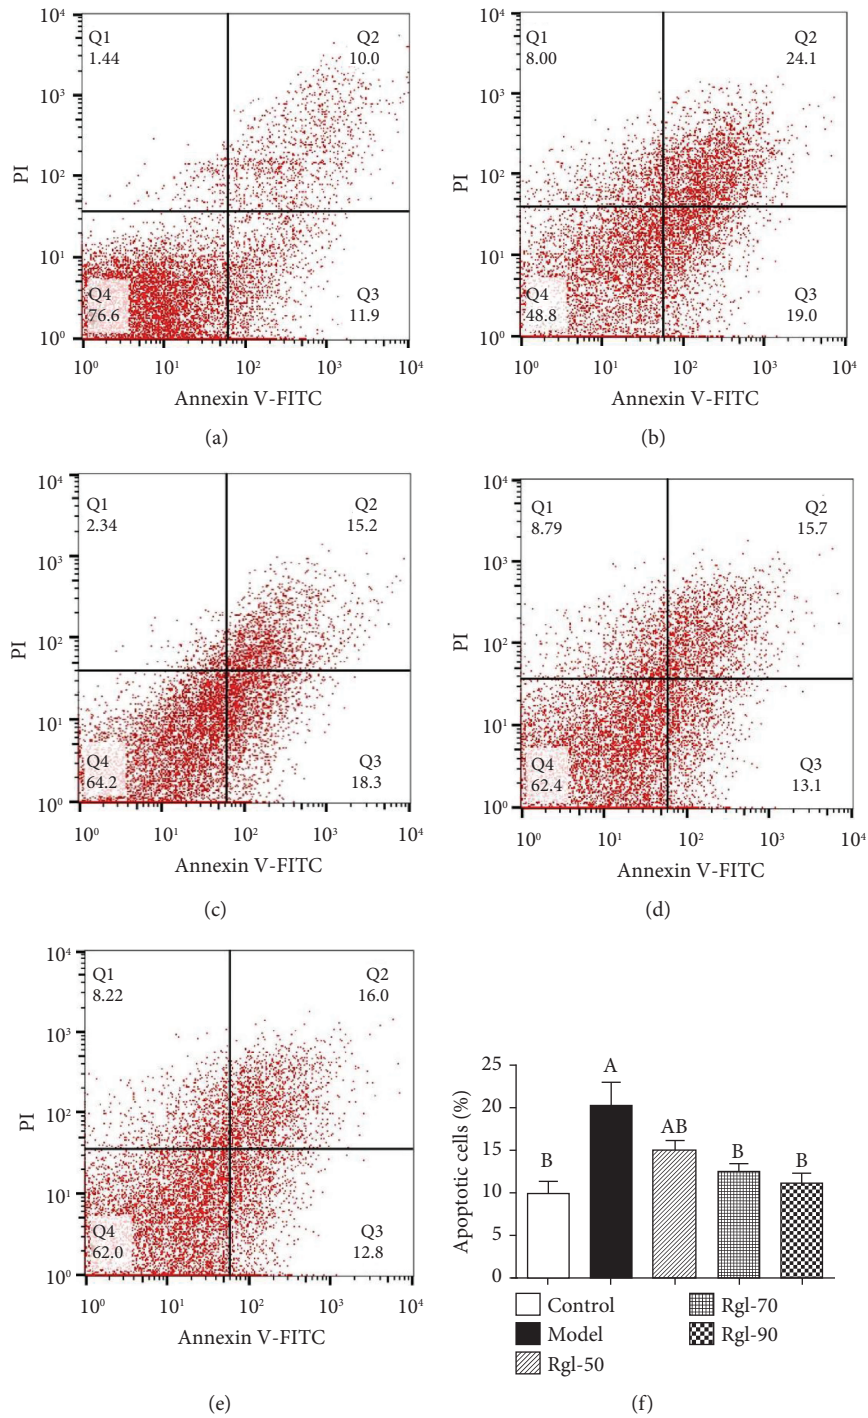 10⁴
Q1
1.44
Q2
10.0
10³
PI
10²
10¹
Q4
76.6
Q3
11.9
10⁰
10⁰ 10¹ 10² 10³ 10⁴
Annexin V-FITC
(a)
10⁴
Q1
8.00
Q2
24.1
10³
PI
10²
10¹
Q4
48.8
Q3
19.0
10⁰
10⁰ 10¹ 10² 10³ 10⁴
Annexin V-FITC
(b)
10⁴
Q1
2.34
Q2
15.2
10³
PI
10²
10¹
Q4
64.2
Q3
18.3
10⁰
10⁰ 10¹ 10² 10³ 10⁴
Annexin V-FITC
(c)
10⁴
Q1
8.79
Q2
15.7
10³
PI
10²
10¹
Q4
62.4
Q3
13.1
10⁰
10⁰ 10¹ 10² 10³ 10⁴
Annexin V-FITC
(d)
10⁴
Q1
8.22
Q2
16.0
10³
PI
10²
10¹
Q4
62.0
Q3
12.8
10⁰
10⁰ 10¹ 10² 10³ 10⁴
Annexin V-FITC
(e)
25
20
15
10
5
0
Apoptotic cells (%)
B A AB B B
Control
Model
Rgl-50
Rgl-70
Rgl-90
(f)